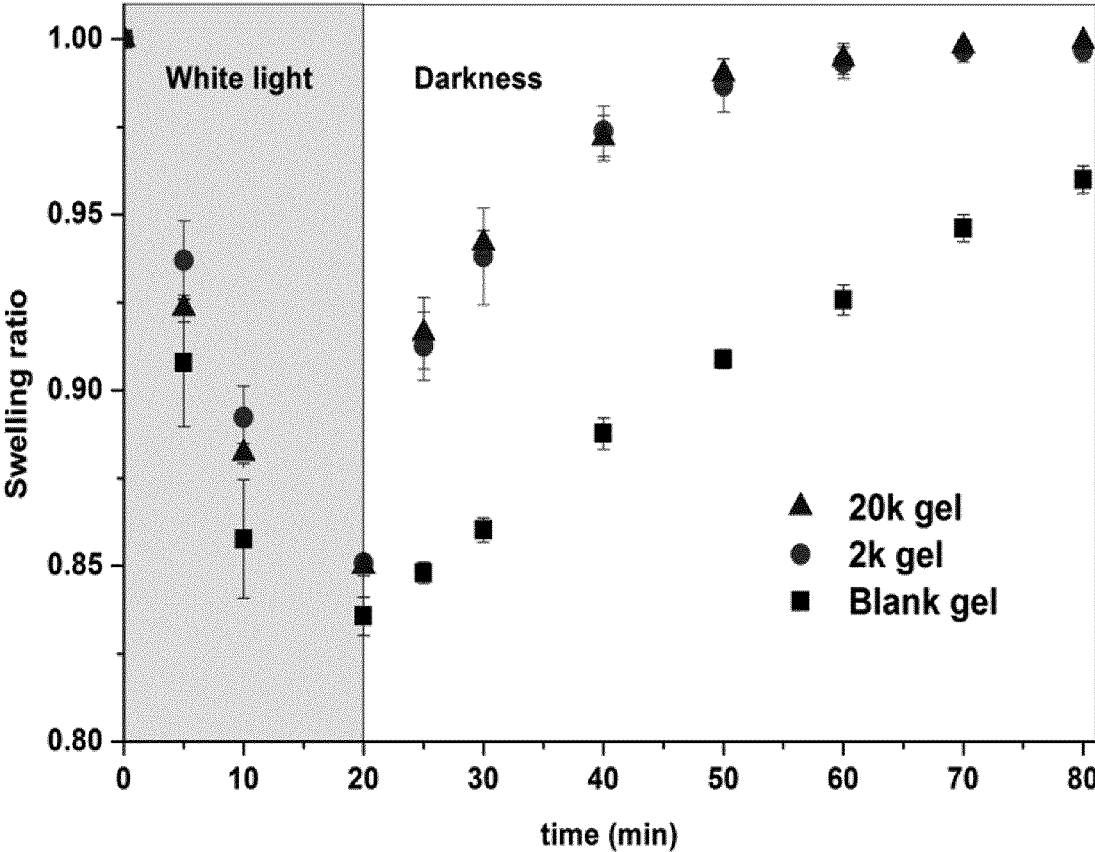 1.00
0.95
0.90
0.85
0.80
Swelling ratio
White light
Darkness
20k gel
2k gel
Blank gel
0 10 20 30 40 50 60 70 80
time (min)